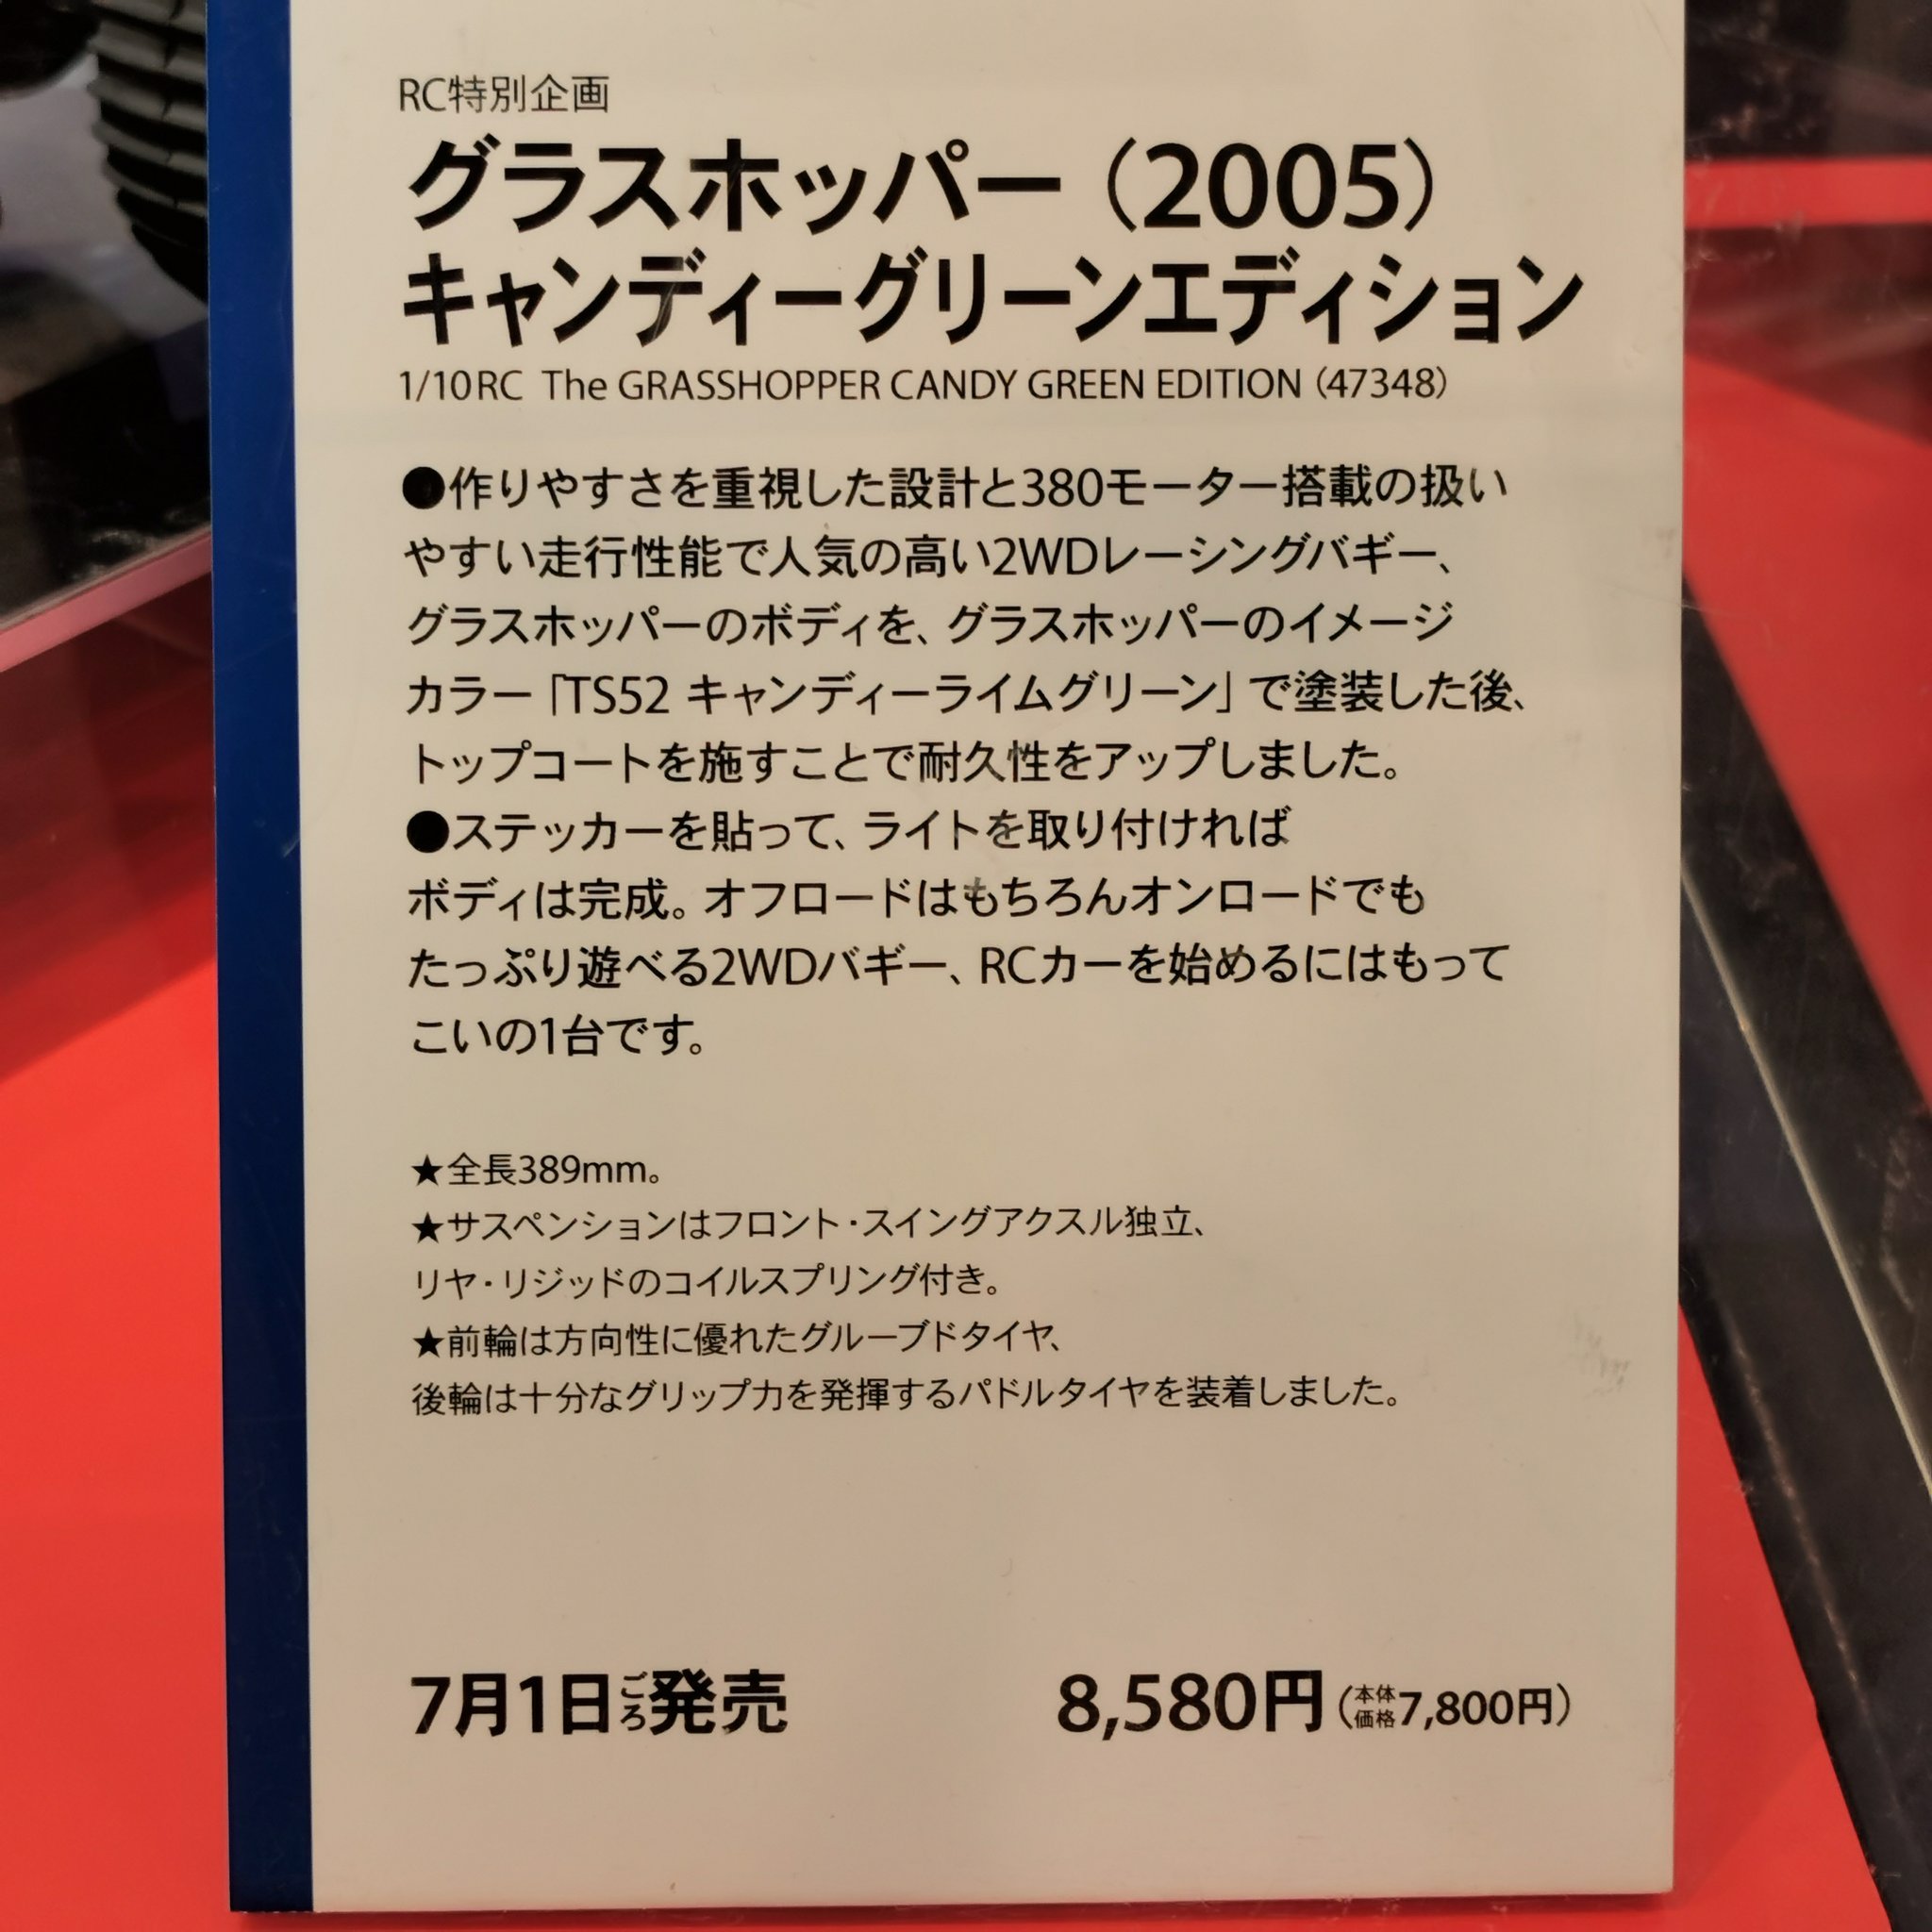 RC特別企画
グラスホッパー（2005）
キャンディーグリーンエディション
1/10RC The GRASSHOPPER CANDY GREEN EDITION（47348）
●作りやすさを重視した設計と380モーター搭載の扱い
やすい走行性能で人気の高い2WDレーシングバギー、
グラスホッパーのボディを、グラスホッパーのイメージ
カラー「TS52 キャンディーライムグリーン」で塗装した後、
トップコートを施すことで耐久性をアップしました。
●ステッカーを貼って、ライトを取り付ければ
ボディは完成。オフロードはもちろんオンロードでも
たっぷり遊べる2WDバギー、RCカーを始めるにはもって
こいの1台です。
★全長389mm。
★サスペンションはフロント・スイングアクスル独立、
リヤ・リジッドのコイルスプリング付き。
★前輪は方向性に優れたグルーブドタイヤ、
後輪は十分なグリップ力を発揮するパドルタイヤを装着しました。
7月1日ごろ発売 8,580円（本体価格7,800円）